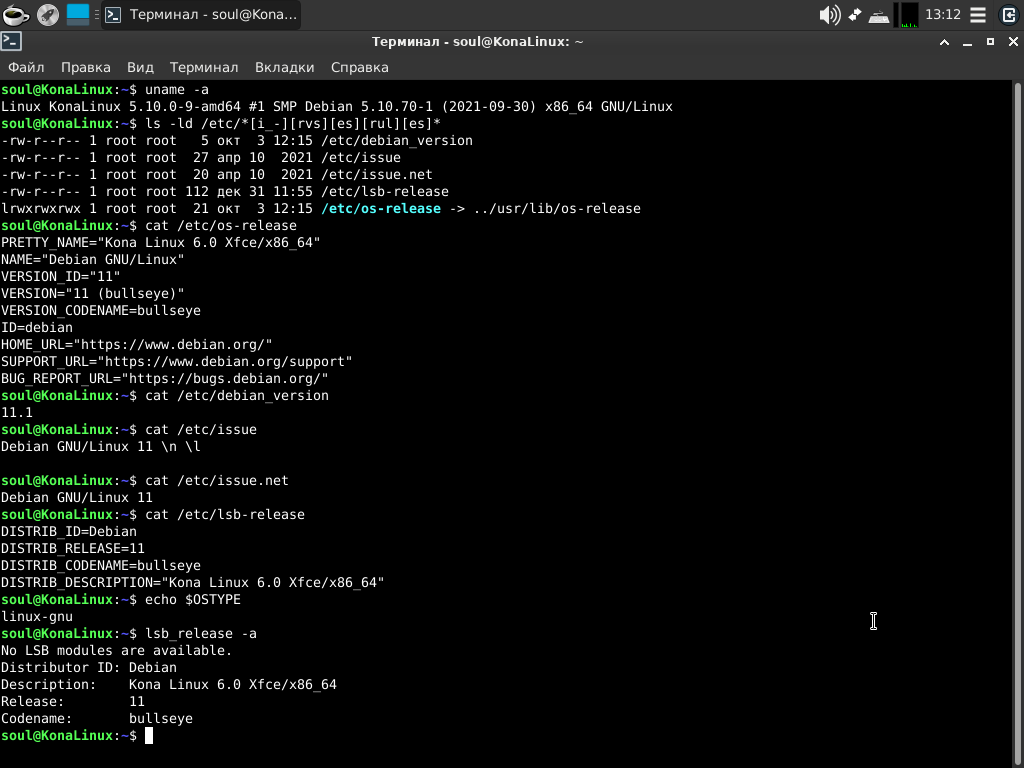 Терминал - soul@Kona...
13:12
Терминал - soul@KonaLinux: ~
Файл Правка Вид Терминал Вкладки Справка
soul@KonaLinux:~$ uname -a
Linux KonaLinux 5.10.0-9-amd64 #1 SMP Debian 5.10.70-1 (2021-09-30) x86_64 GNU/Linux
soul@KonaLinux:~$ ls -ld /etc/*[i_-][rvs][es][rul][es]*
-rw-r--r-- 1 root root   5 окт  3 12:15 /etc/debian_version
-rw-r--r-- 1 root root  27 апр 10  2021 /etc/issue
-rw-r--r-- 1 root root  20 апр 10  2021 /etc/issue.net
-rw-r--r-- 1 root root 112 дек 31 11:55 /etc/lsb-release
lrwxrwxrwx 1 root root  21 окт  3 12:15 /etc/os-release -> ../usr/lib/os-release
soul@KonaLinux:~$ cat /etc/os-release
PRETTY_NAME="Kona Linux 6.0 Xfce/x86_64"
NAME="Debian GNU/Linux"
VERSION_ID="11"
VERSION="11 (bullseye)"
VERSION_CODENAME=bullseye
ID=debian
HOME_URL="https://www.debian.org/"
SUPPORT_URL="https://www.debian.org/support"
BUG_REPORT_URL="https://bugs.debian.org/"
soul@KonaLinux:~$ cat /etc/debian_version
11.1
soul@KonaLinux:~$ cat /etc/issue
Debian GNU/Linux 11 \n \l
soul@KonaLinux:~$ cat /etc/issue.net
Debian GNU/Linux 11
soul@KonaLinux:~$ cat /etc/lsb-release
DISTRIB_ID=Debian
DISTRIB_RELEASE=11
DISTRIB_CODENAME=bullseye
DISTRIB_DESCRIPTION="Kona Linux 6.0 Xfce/x86_64"
soul@KonaLinux:~$ echo $OSTYPE
linux-gnu
soul@KonaLinux:~$ lsb_release -a
No LSB modules are available.
Distributor ID: Debian
Description:    Kona Linux 6.0 Xfce/x86_64
Release:        11
Codename:       bullseye
soul@KonaLinux:~$